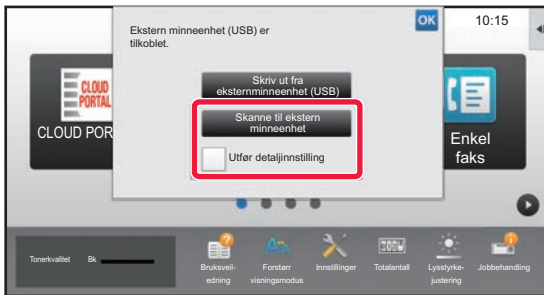 Ekstern minneenhet (USB) er
tilkoblet.
OK
10:15
Skriv ut fra
eksternminneenhet (USB)
Skanne til ekstern
minneenhet
Utfør detaljinnstilling
CLOUD
PORTAL
CLOUD POR
Enkel
faks
Tonerkvalitet
Bk
Bruksveil-
edning
Forstørr
visningsmodus
Innstillinger
Totalantall
Lysstyrke-
justering
Jobbehandling